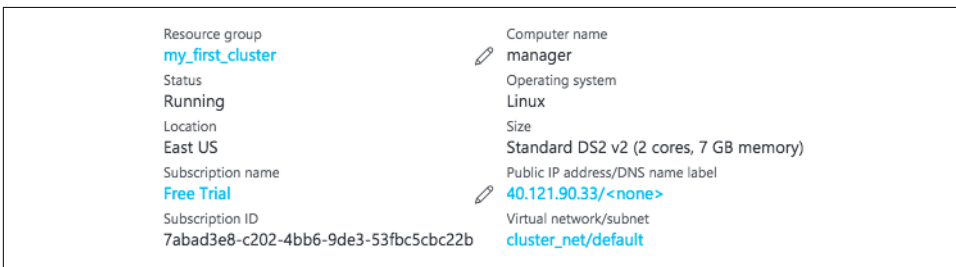 Resource group
my_first_cluster
Status
Running
Location
East US
Subscription name
Free Trial
Subscription ID
7abad3e8-c202-4bb6-9de3-53fbc5cbc22b
Computer name
manager
Operating system
Linux
Size
Standard DS2 v2 (2 cores, 7 GB memory)
Public IP address/DNS name label
40.121.90.33/<none>
Virtual network/subnet
cluster_net/default